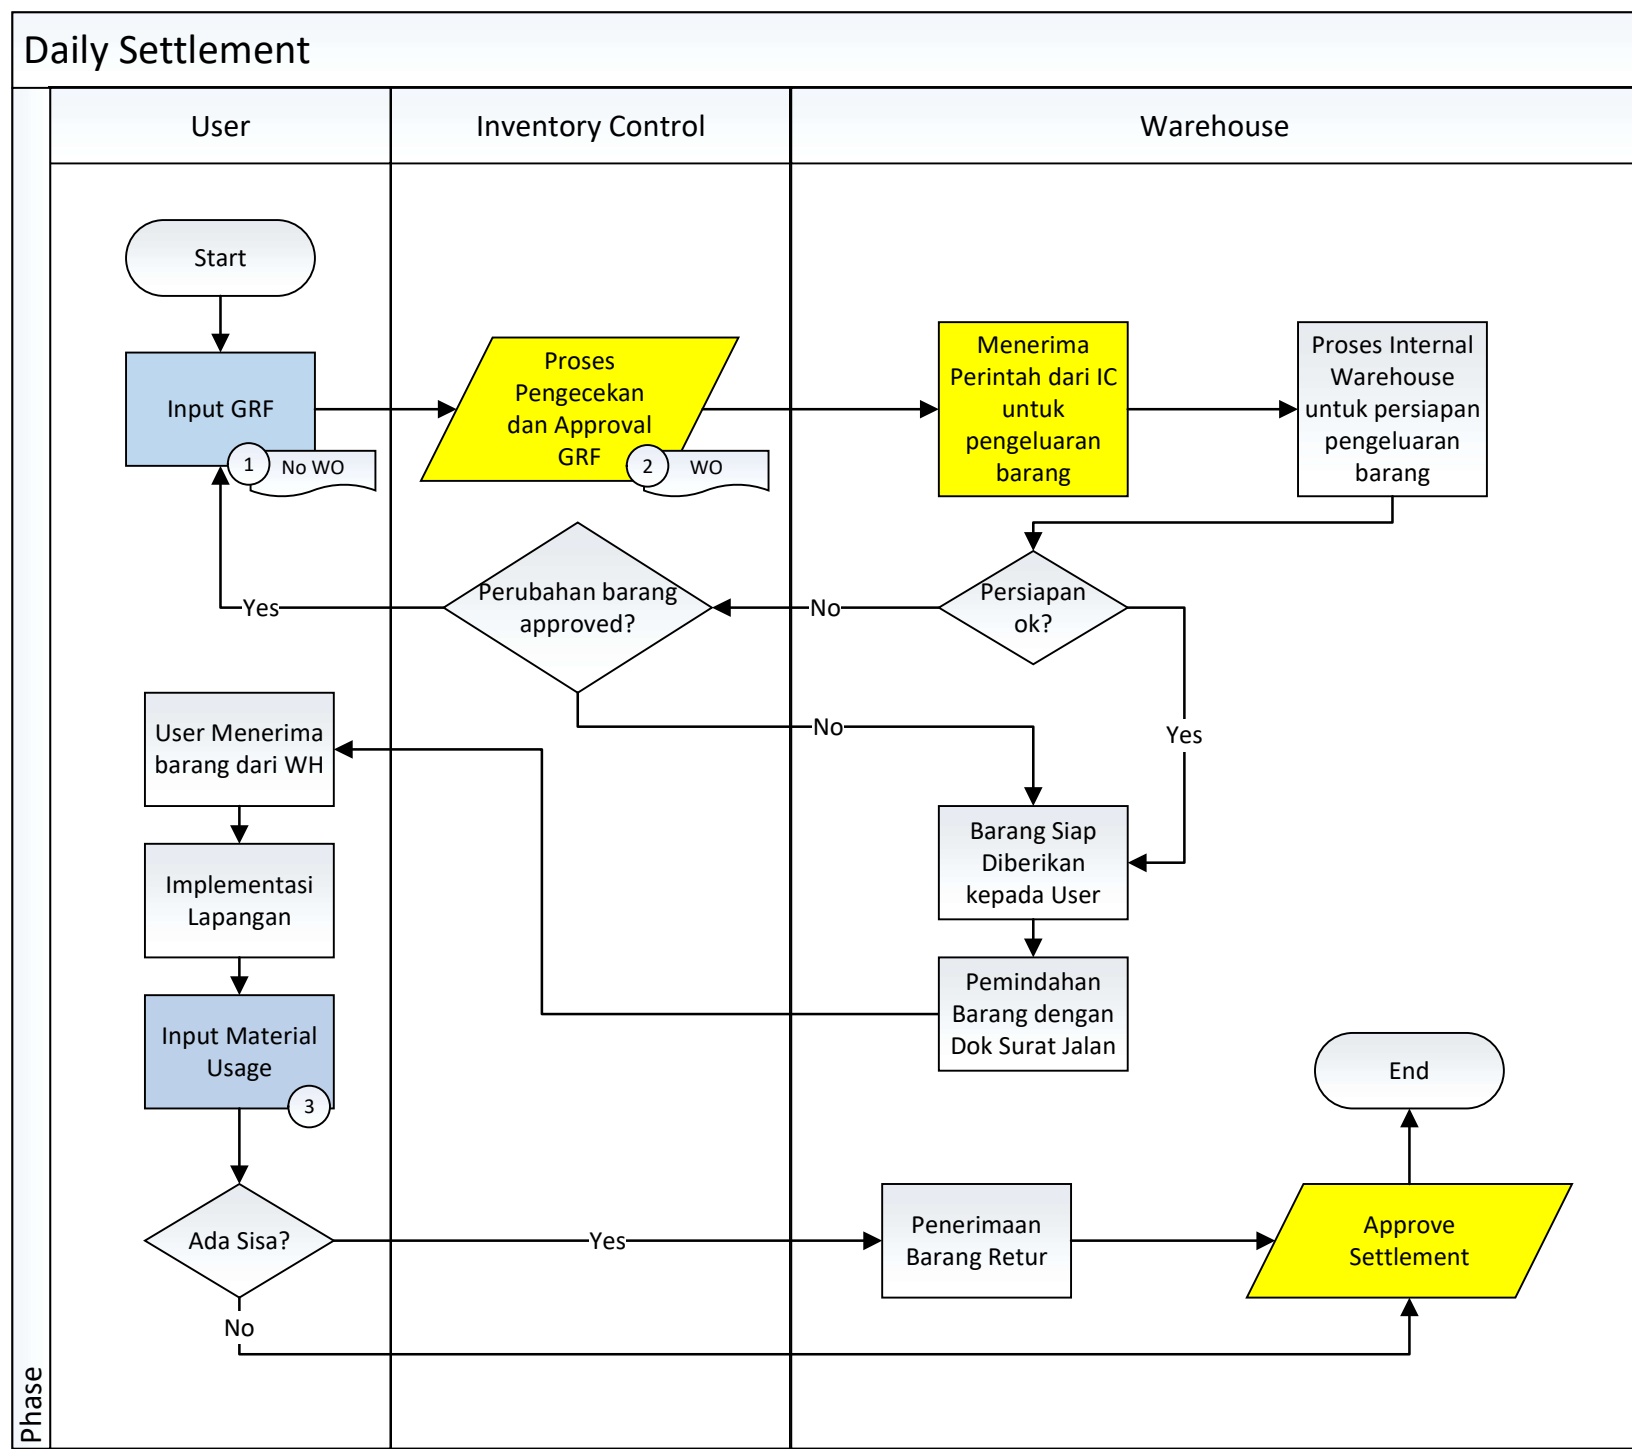 Daily Settlement
User
Inventory Control
Warehouse
Phase
Start
Input GRF
1
No WO
Proses
Pengecekan
dan Approval
GRF
2
WO
Menerima
Perintah dari IC
untuk
pengeluaran
barang
Proses Internal
Warehouse
untuk persiapan
pengeluaran
barang
Persiapan
ok?
No
Yes
Perubahan barang
approved?
Yes
No
Barang Siap
Diberikan
kepada User
Pemindahan
Barang dengan
Dok Surat Jalan
User Menerima
barang dari WH
Implementasi
Lapangan
Input Material
Usage
3
Ada Sisa?
Yes
No
Penerimaan
Barang Retur
Approve
Settlement
End